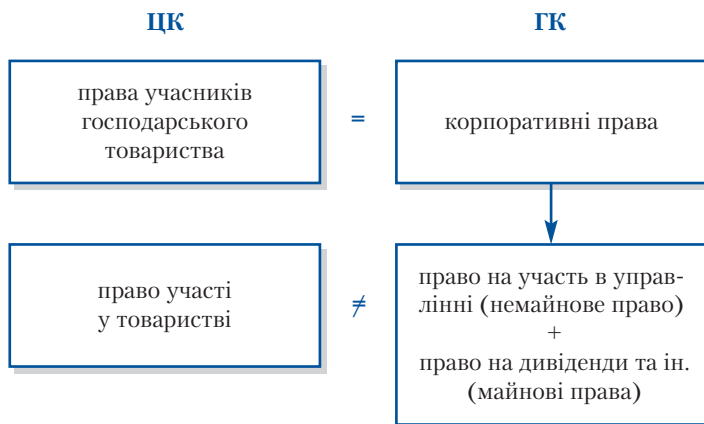 ЦК
ГК
права учасників
господарського
товариства
=
корпоративні права
право участі
у товаристві
≠
право на участь в управ-
лінні (немайнове право)
+
право на дивіденди та ін.
(майнові права)